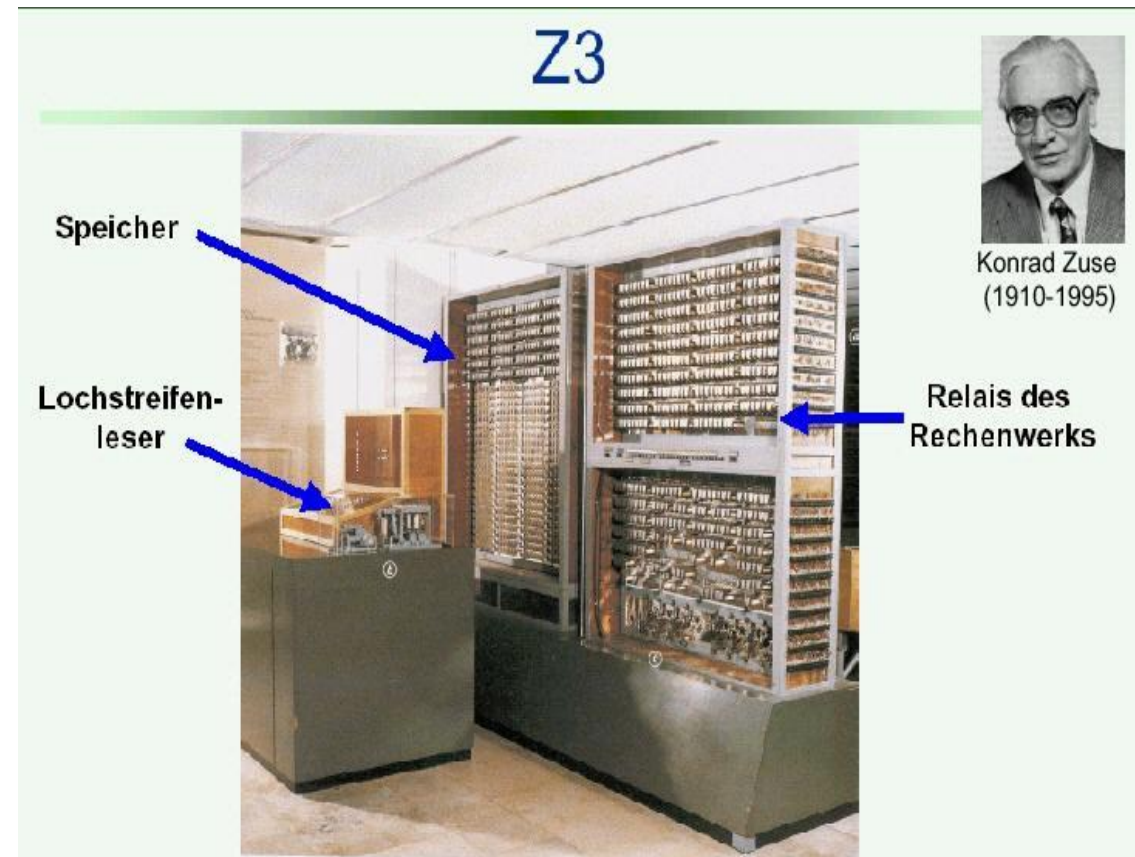 Z3
Konrad Zuse
(1910-1995)
Speicher
Lochstreifen-
leser
Relais des
Rechenwerks